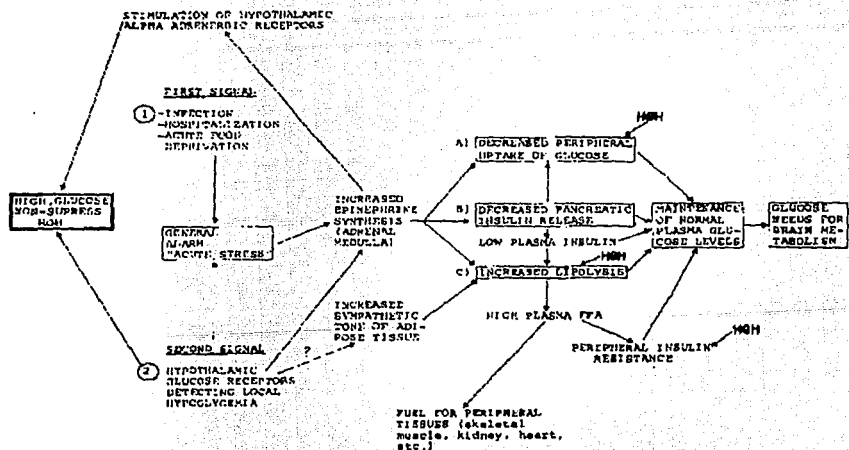 STIMULATION OF HYPOTHALAMIC
ALPHA ADRENERGIC RECEPTORS
FIRST SIGNAL
1 -INFECTION
-HOSPITALIZATION
-ACUTE FOOD
DEPRIVATION
HIGH, GLUCOSE
NON-SUPRESS
HGH
GENERAL
ALARM
"ACUTE, STRESS
INCREASED
EPINEPHRINE
SYNTHESIS
(ADRENAL
MEDULLA)
HGH
A) DECREASED PERIPHERAL
UPTAKE OF GLUCOSE
B) DECREASED PANCREATIC
INSULIN RELEASE
LOW PLASMA INSULIN
HGH
C) INCREASED LIPOLYSIS
MAINTENANCE
OF NORMAL
PLASMA GLU-
COSE LEVELS
GLUCOSE
NEEDS FOR
BRAIN ME-
TABOLISM
INCREASED
SYMPATHETIC
TONE OF ADI-
POSE TISSUE
HIGH PLASMA FFA
HGH
PERIPHERAL INSULIN
RESISTANCE
SECOND SIGNAL
?
2 HYPOTHALAMIC
GLUCOSE RECEPTORS
DETECTING LOCAL
HYPOGLYCEMIA
FUEL FOR PERIPHERAL
TISSUES (skeletal
muscle, kidney, heart,
etc.)